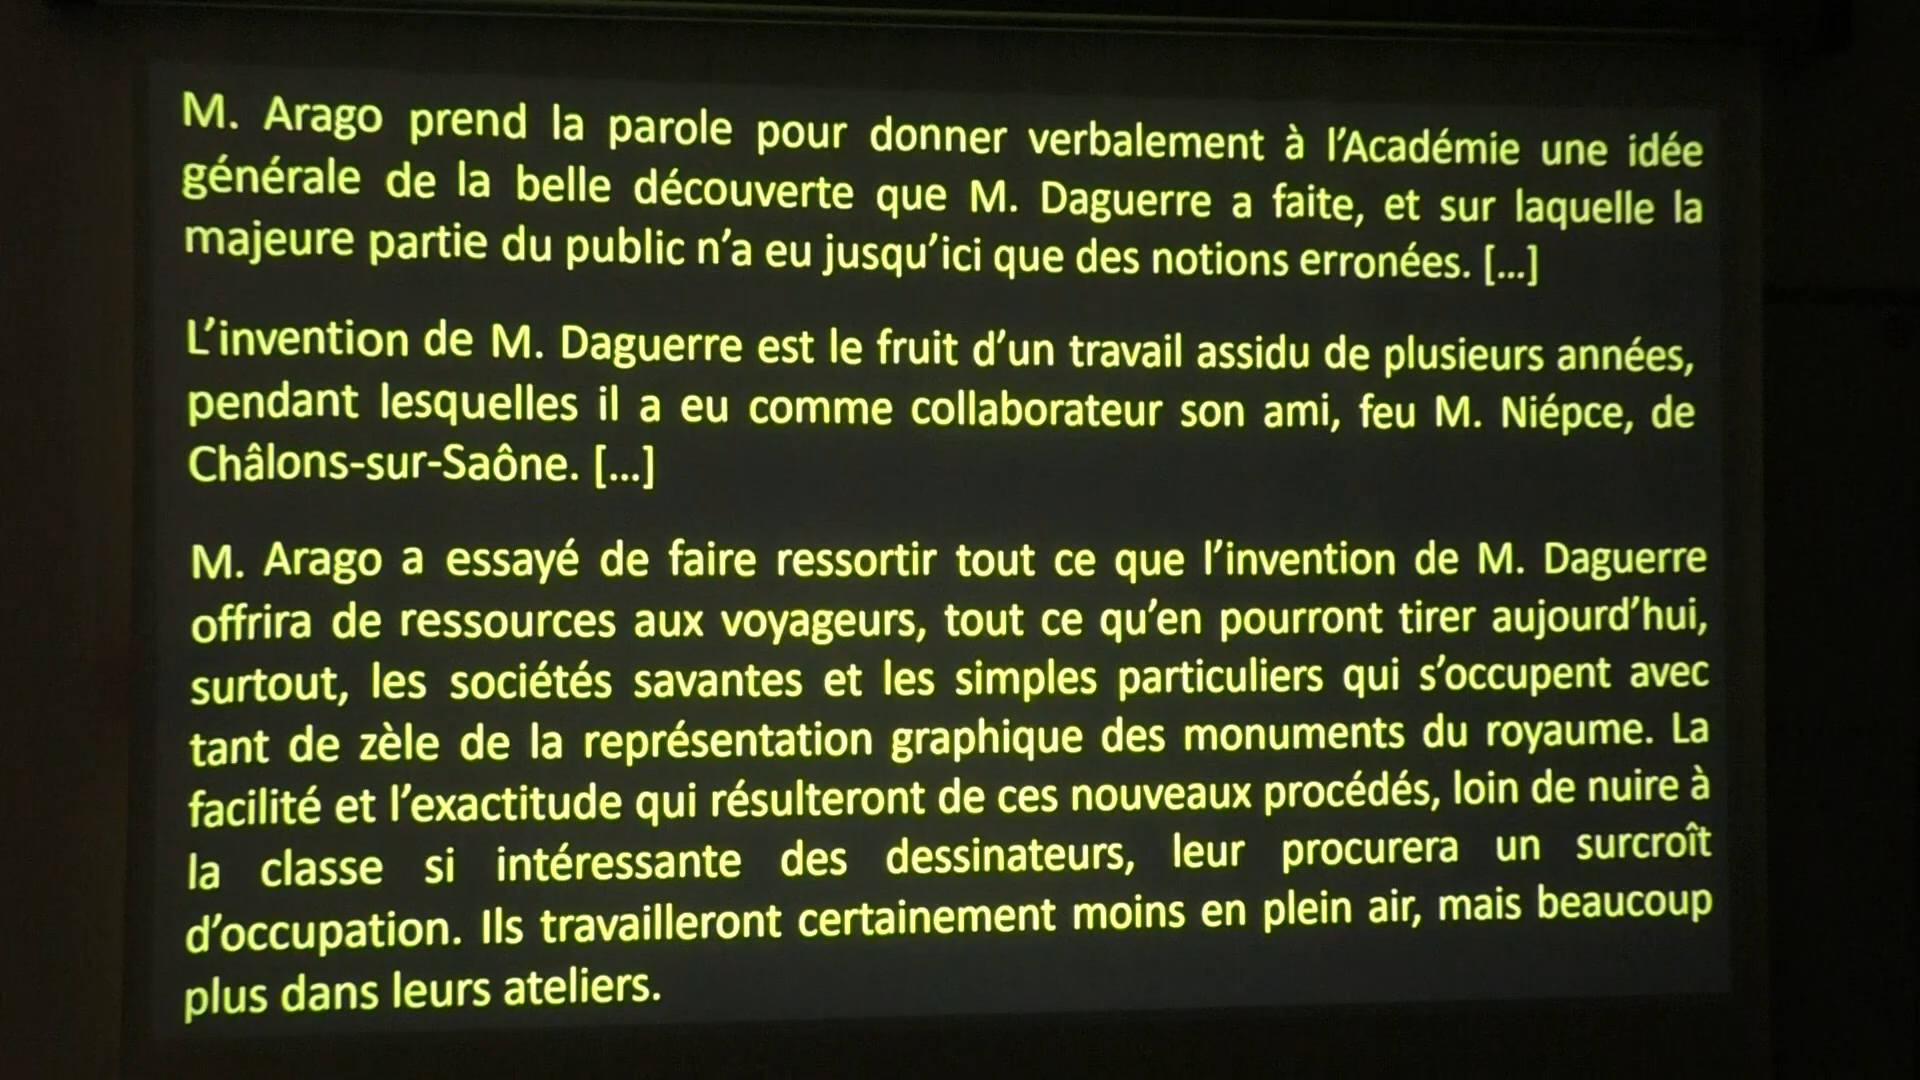 M. Arago prend la parole pour donner verbalement à l’Académie une idée
générale de la belle découverte que M. Daguerre a faite, et sur laquelle la
majeure partie du public n’a eu jusqu’ici que des notions erronées. [...]
L’invention de M. Daguerre est le fruit d’un travail assidu de plusieurs années,
pendant lesquelles il a eu comme collaborateur son ami, feu M. Niépce, de
Châlons-sur-Saône. [...]
M. Arago a essayé de faire ressortir tout ce que l’invention de M. Daguerre
offrira de ressources aux voyageurs, tout ce qu’en pourront tirer aujourd’hui,
surtout, les sociétés savantes et les simples particuliers qui s’occupent avec
tant de zèle de la représentation graphique des monuments du royaume. La
facilité et l’exactitude qui résulteront de ces nouveaux procédés, loin de nuire à
la classe si intéressante des dessinateurs, leur procurera un surcroît
d’occupation. Ils travailleront certainement moins en plein air, mais beaucoup
plus dans leurs ateliers.